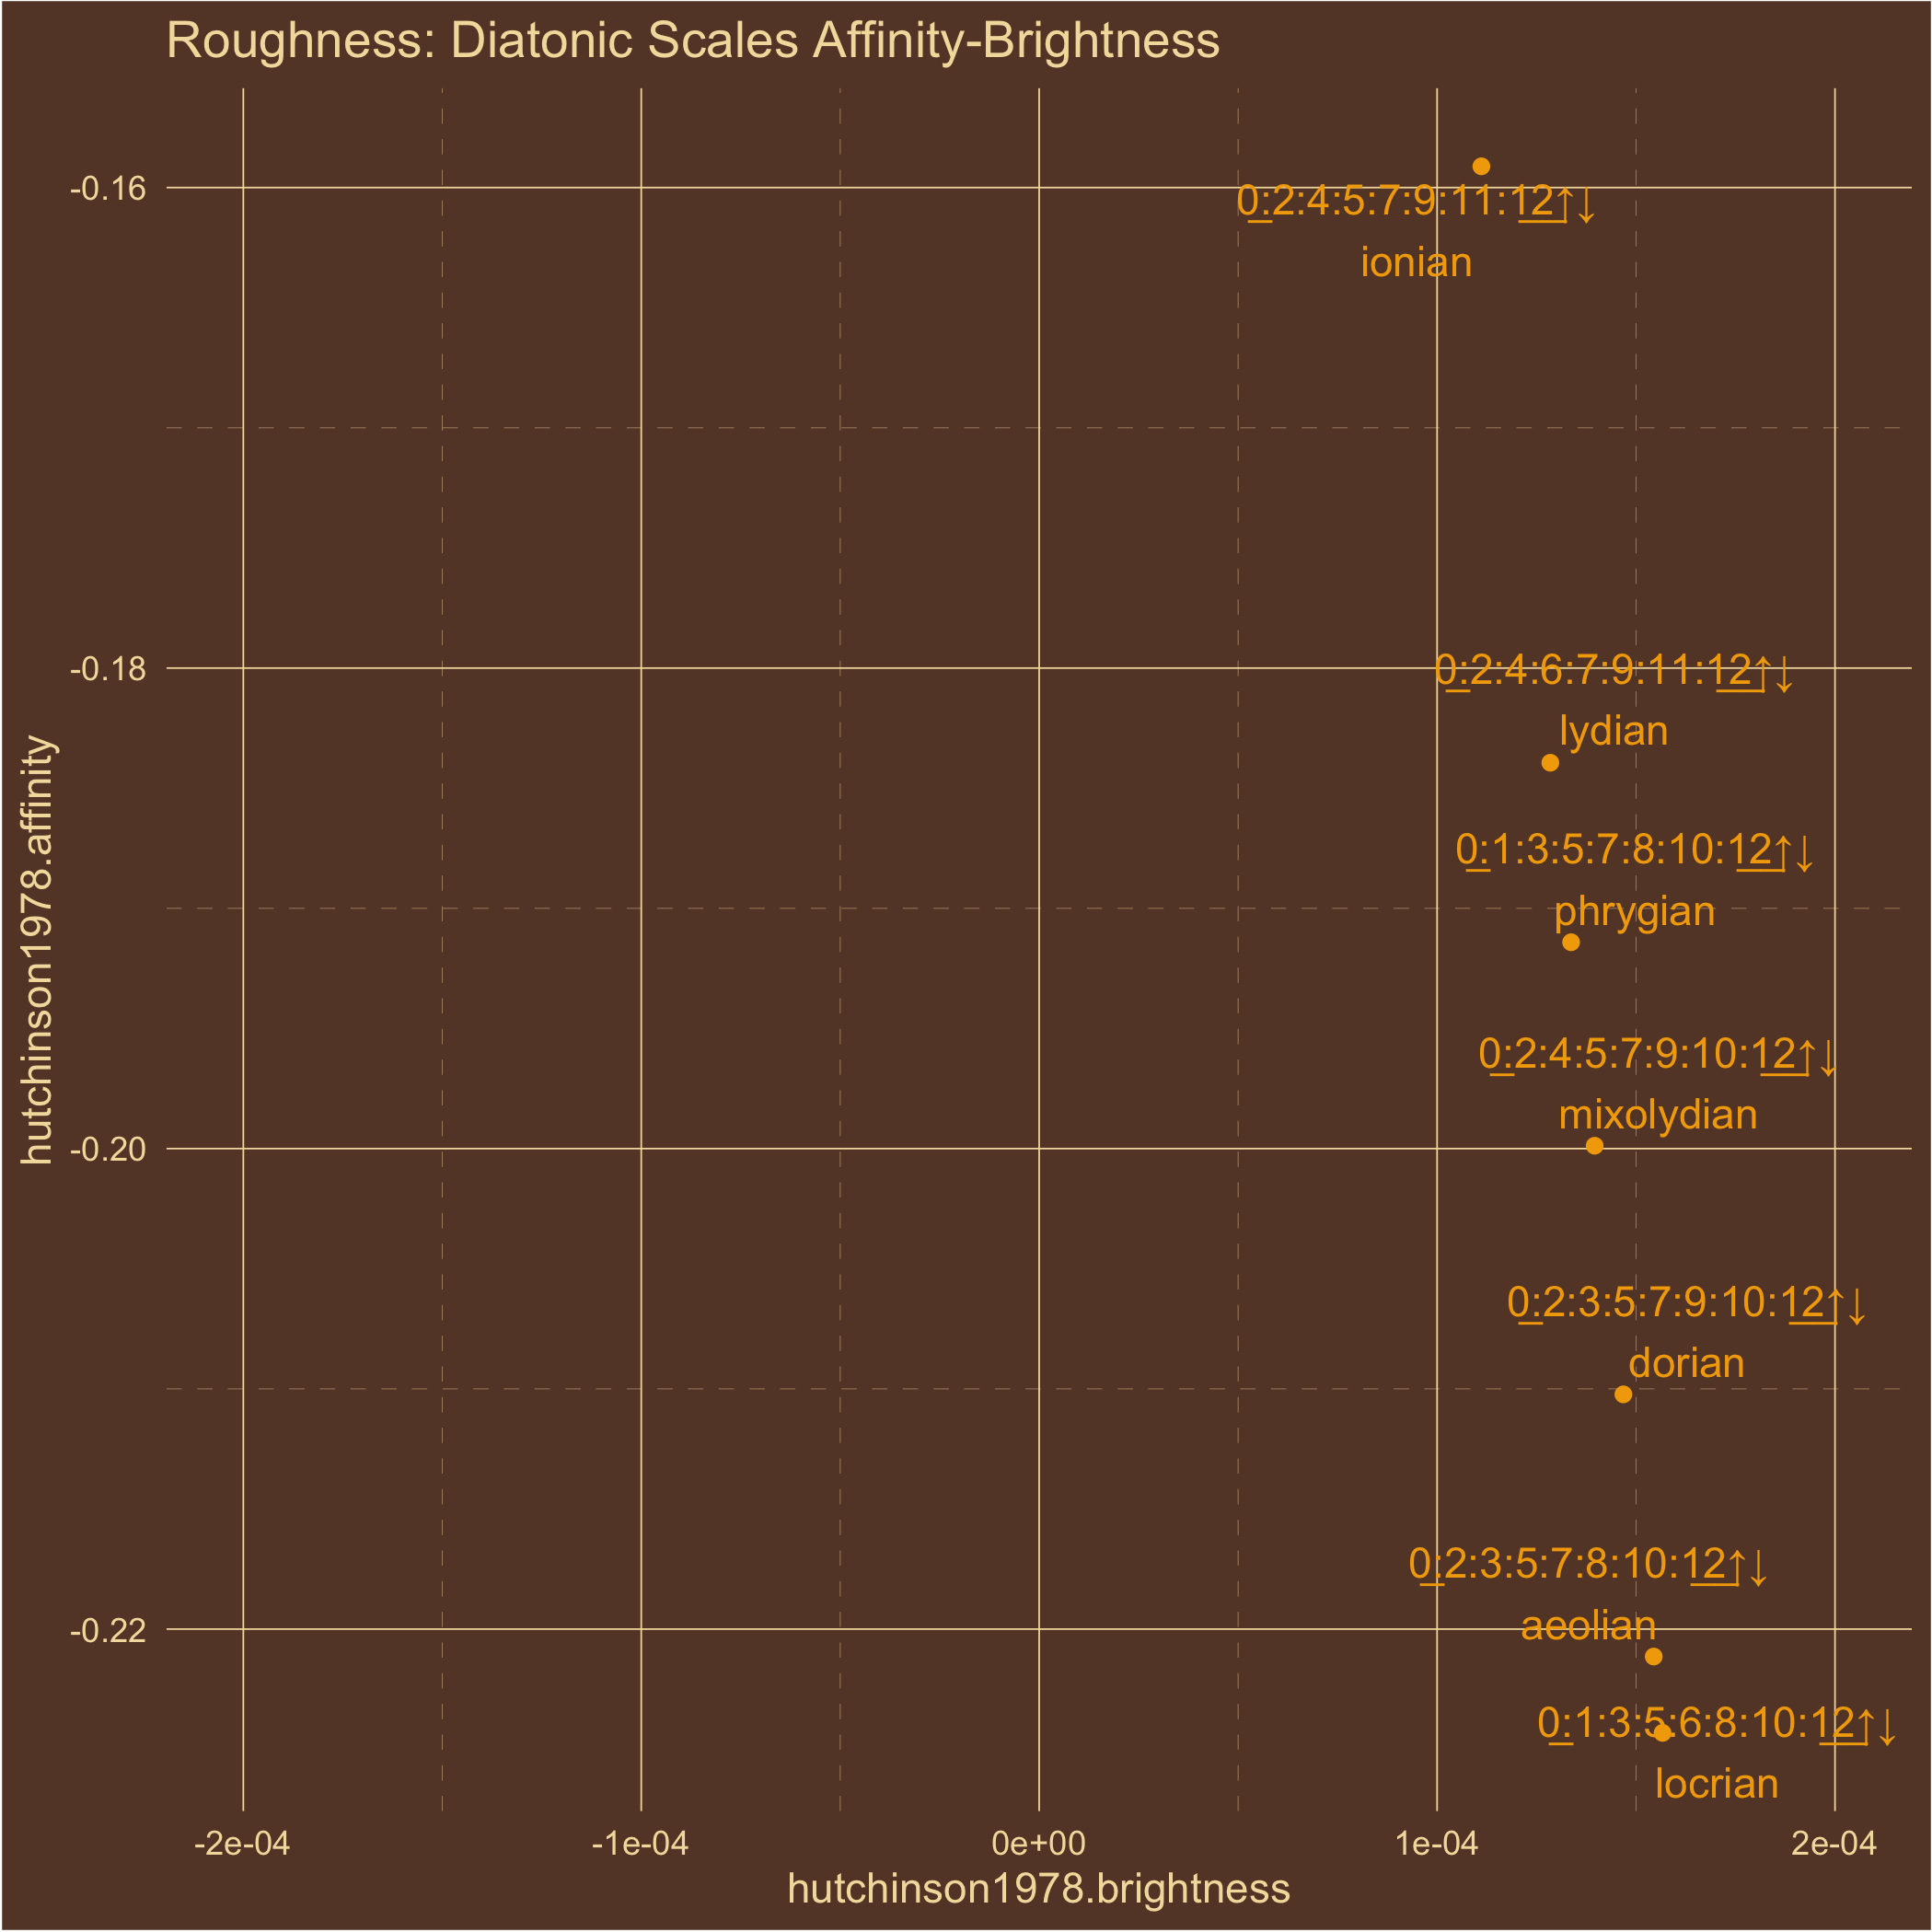 Roughness: Diatonic Scales Affinity-Brightness
hutchinson1978.affinity
-0.16
-0.18
-0.20
-0.22
0:2:4:5:7:9:11:12↑↓
ionian
0:2:4:6:7:9:11:12↑↓
lydian
0:1:3:5:7:8:10:12↑↓
phrygian
0:2:4:5:7:9:10:12↑↓
mixolydian
0:2:3:5:7:9:10:12↑↓
dorian
0:2:3:5:7:8:10:12↑↓
aeolian
0:1:3:5:6:8:10:12↑↓
locrian
-2e-04 -1e-04 0e+00 1e-04 2e-04
hutchinson1978.brightness